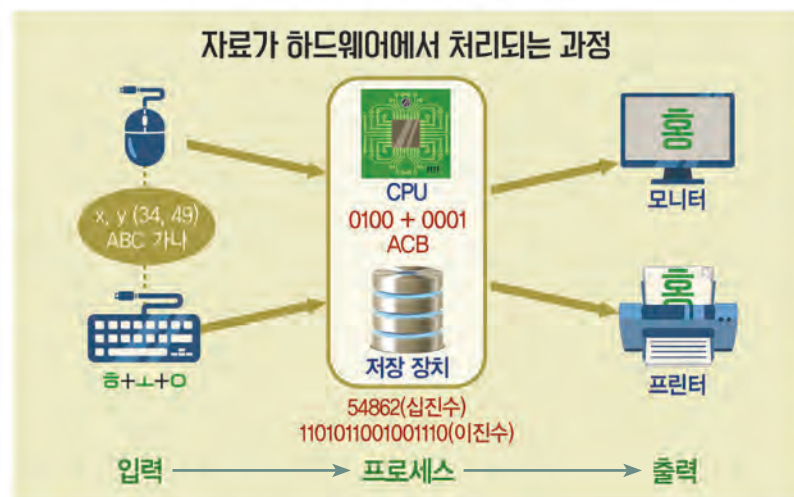 자료가 하드웨어에서 처리되는 과정
x, y (34, 49)
ABC 가나
ㅎ+ㅗ+ㅇ
CPU
0100 + 0001
ACB
저장 장치
54862(십진수)
1101011001001110(이진수)
홍
모니터
홍
프린터
입력
프로세스
출력